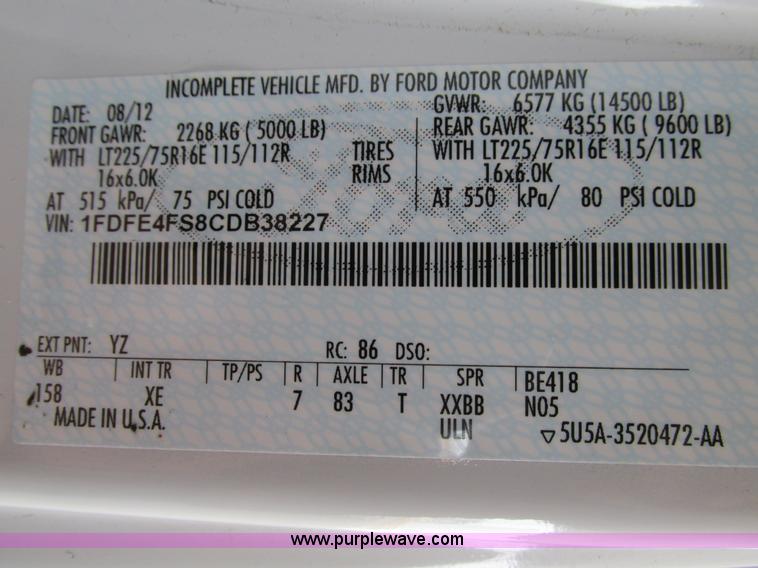 INCOMPLETE VEHICLE MFD. BY FORD MOTOR COMPANY
DATE: 08/12 GVWR: 6577 KG (14500 LB)
FRONT GAWR: 2268 KG ( 5000 LB) REAR GAWR: 4355 KG ( 9600 LB)
WITH LT225/75R16E 115/112R TIRES WITH LT225/75R16E 115/112R
16x6.0K RIMS 16x6.0K
AT 515 kPa/ 75 PSI COLD AT 550 kPa/ 80 PSI COLD
VIN: 1FDFE4FS8CDB38227
EXT PNT: YZ RC: 86 DSO:
WB INT TR TP/PS R AXLE TR SPR BE418
158 XE 7 83 T XXBB N05
MADE IN U.S.A. ULN ▽5U5A-3520472-AA
www.purplewave.com